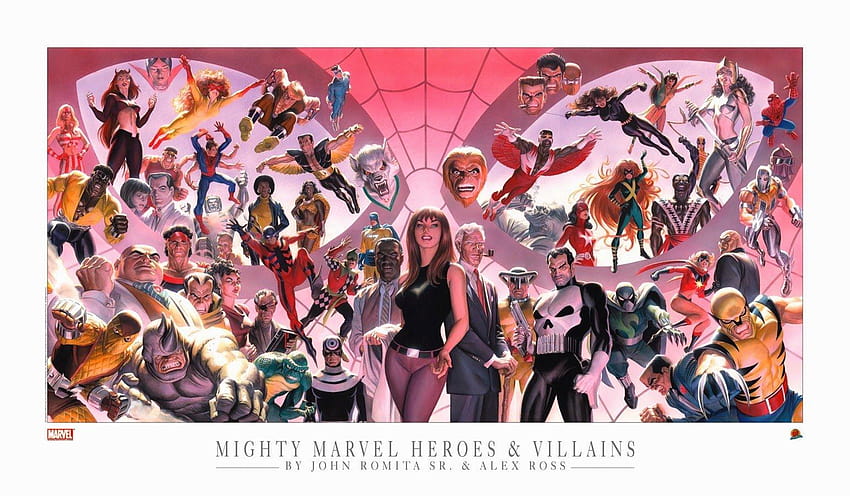 MARVEL
MIGHTY MARVEL HEROES & VILLAINS
BY JOHN ROMITA SR. & ALEX ROSS